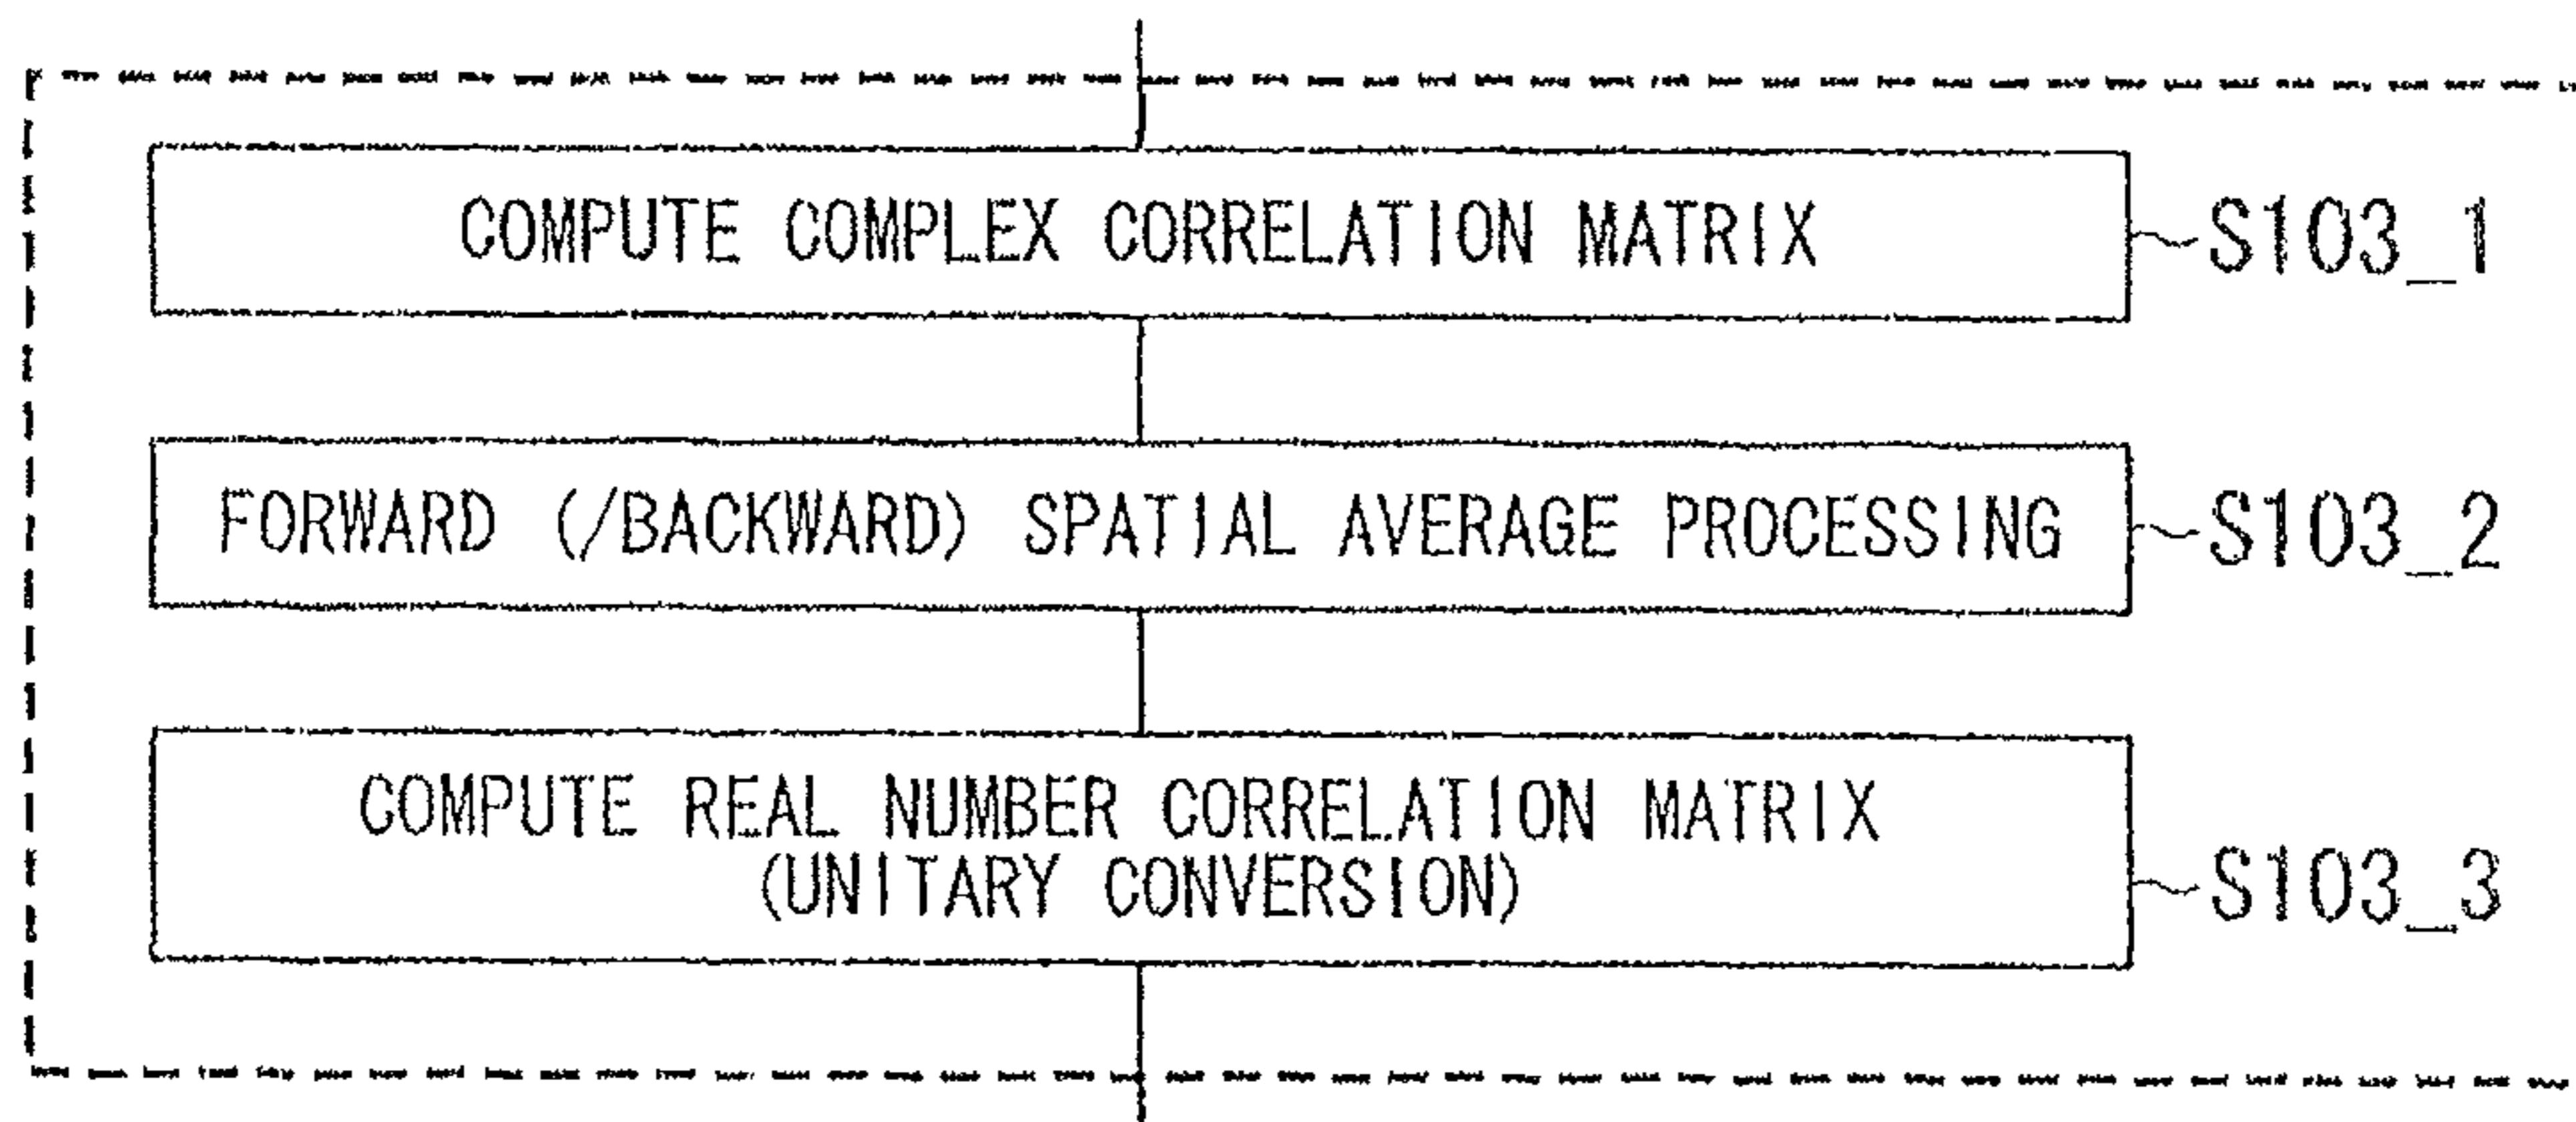 COMPUTE COMPLEX CORRELATION MATRIX
S103_1
FORWARD (/BACKWARD) SPATIAL AVERAGE PROCESSING
S103_2
COMPUTE REAL NUMBER CORRELATION MATRIX
(UNITARY CONVERSION)
S103_3